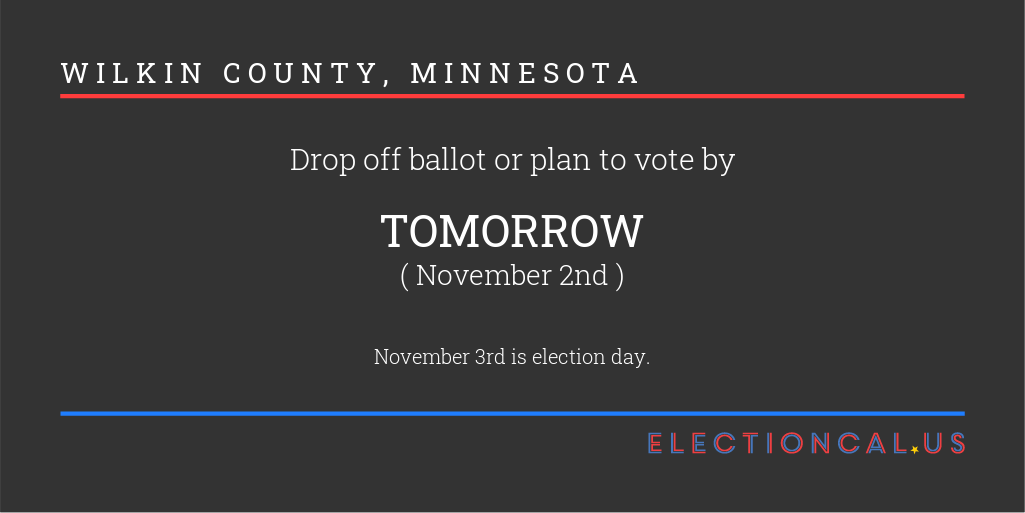 WILKIN COUNTY, MINNESOTA
Drop off ballot or plan to vote by
TOMORROW
( November 2nd )
November 3rd is election day.
ELECTIONCAL.US